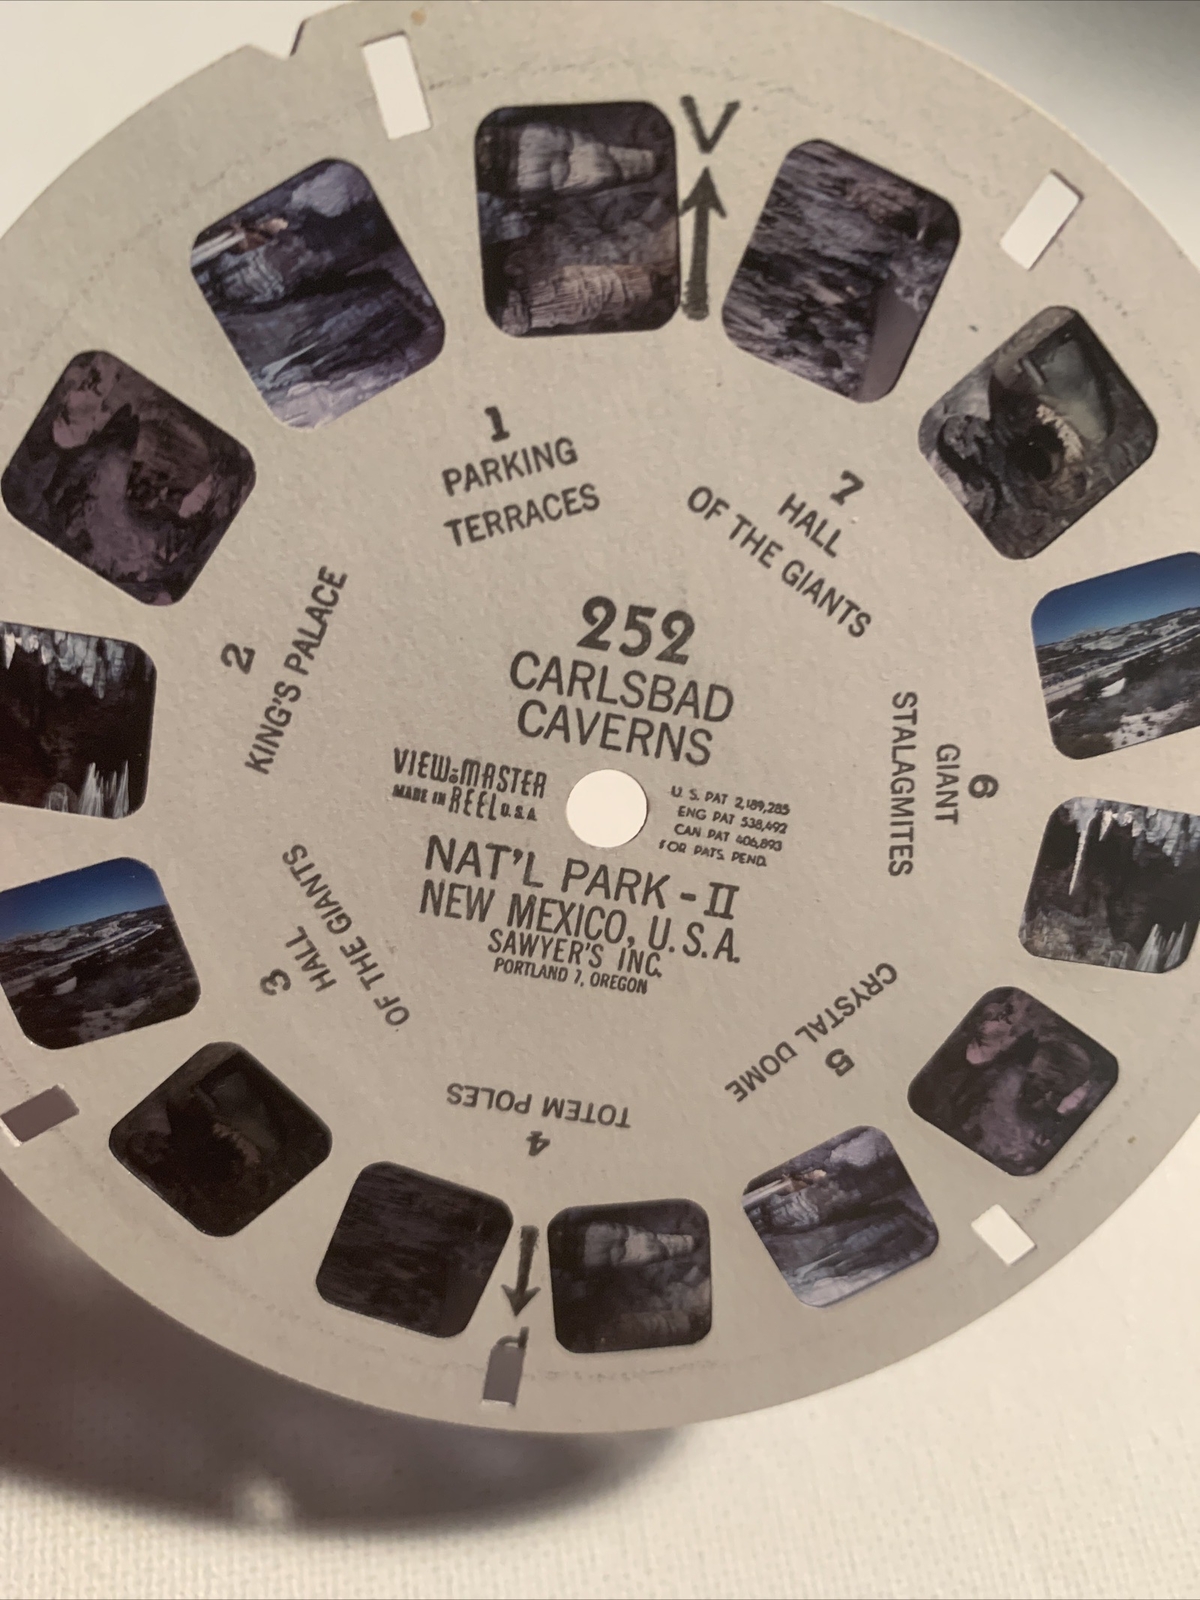 V
1
PARKING
TERRACES
7
HALL
OF THE GIANTS
2
KING'S PALACE
252
CARLSBAD
CAVERNS
6
GIANT
STALAGMITES
VIEW-MASTER
MADE IN REEL U.S.A.
U. S. PAT 2,189,285
ENG PAT 538,492
CAN PAT 406,893
FOR PATS. PEND.
NAT'L PARK - II
NEW MEXICO, U.S.A.
SAWYER'S INC.
PORTLAND 7, OREGON
3
HALL
OF THE GIANTS
5
CRYSTAL DOME
4
TOTEM POLES